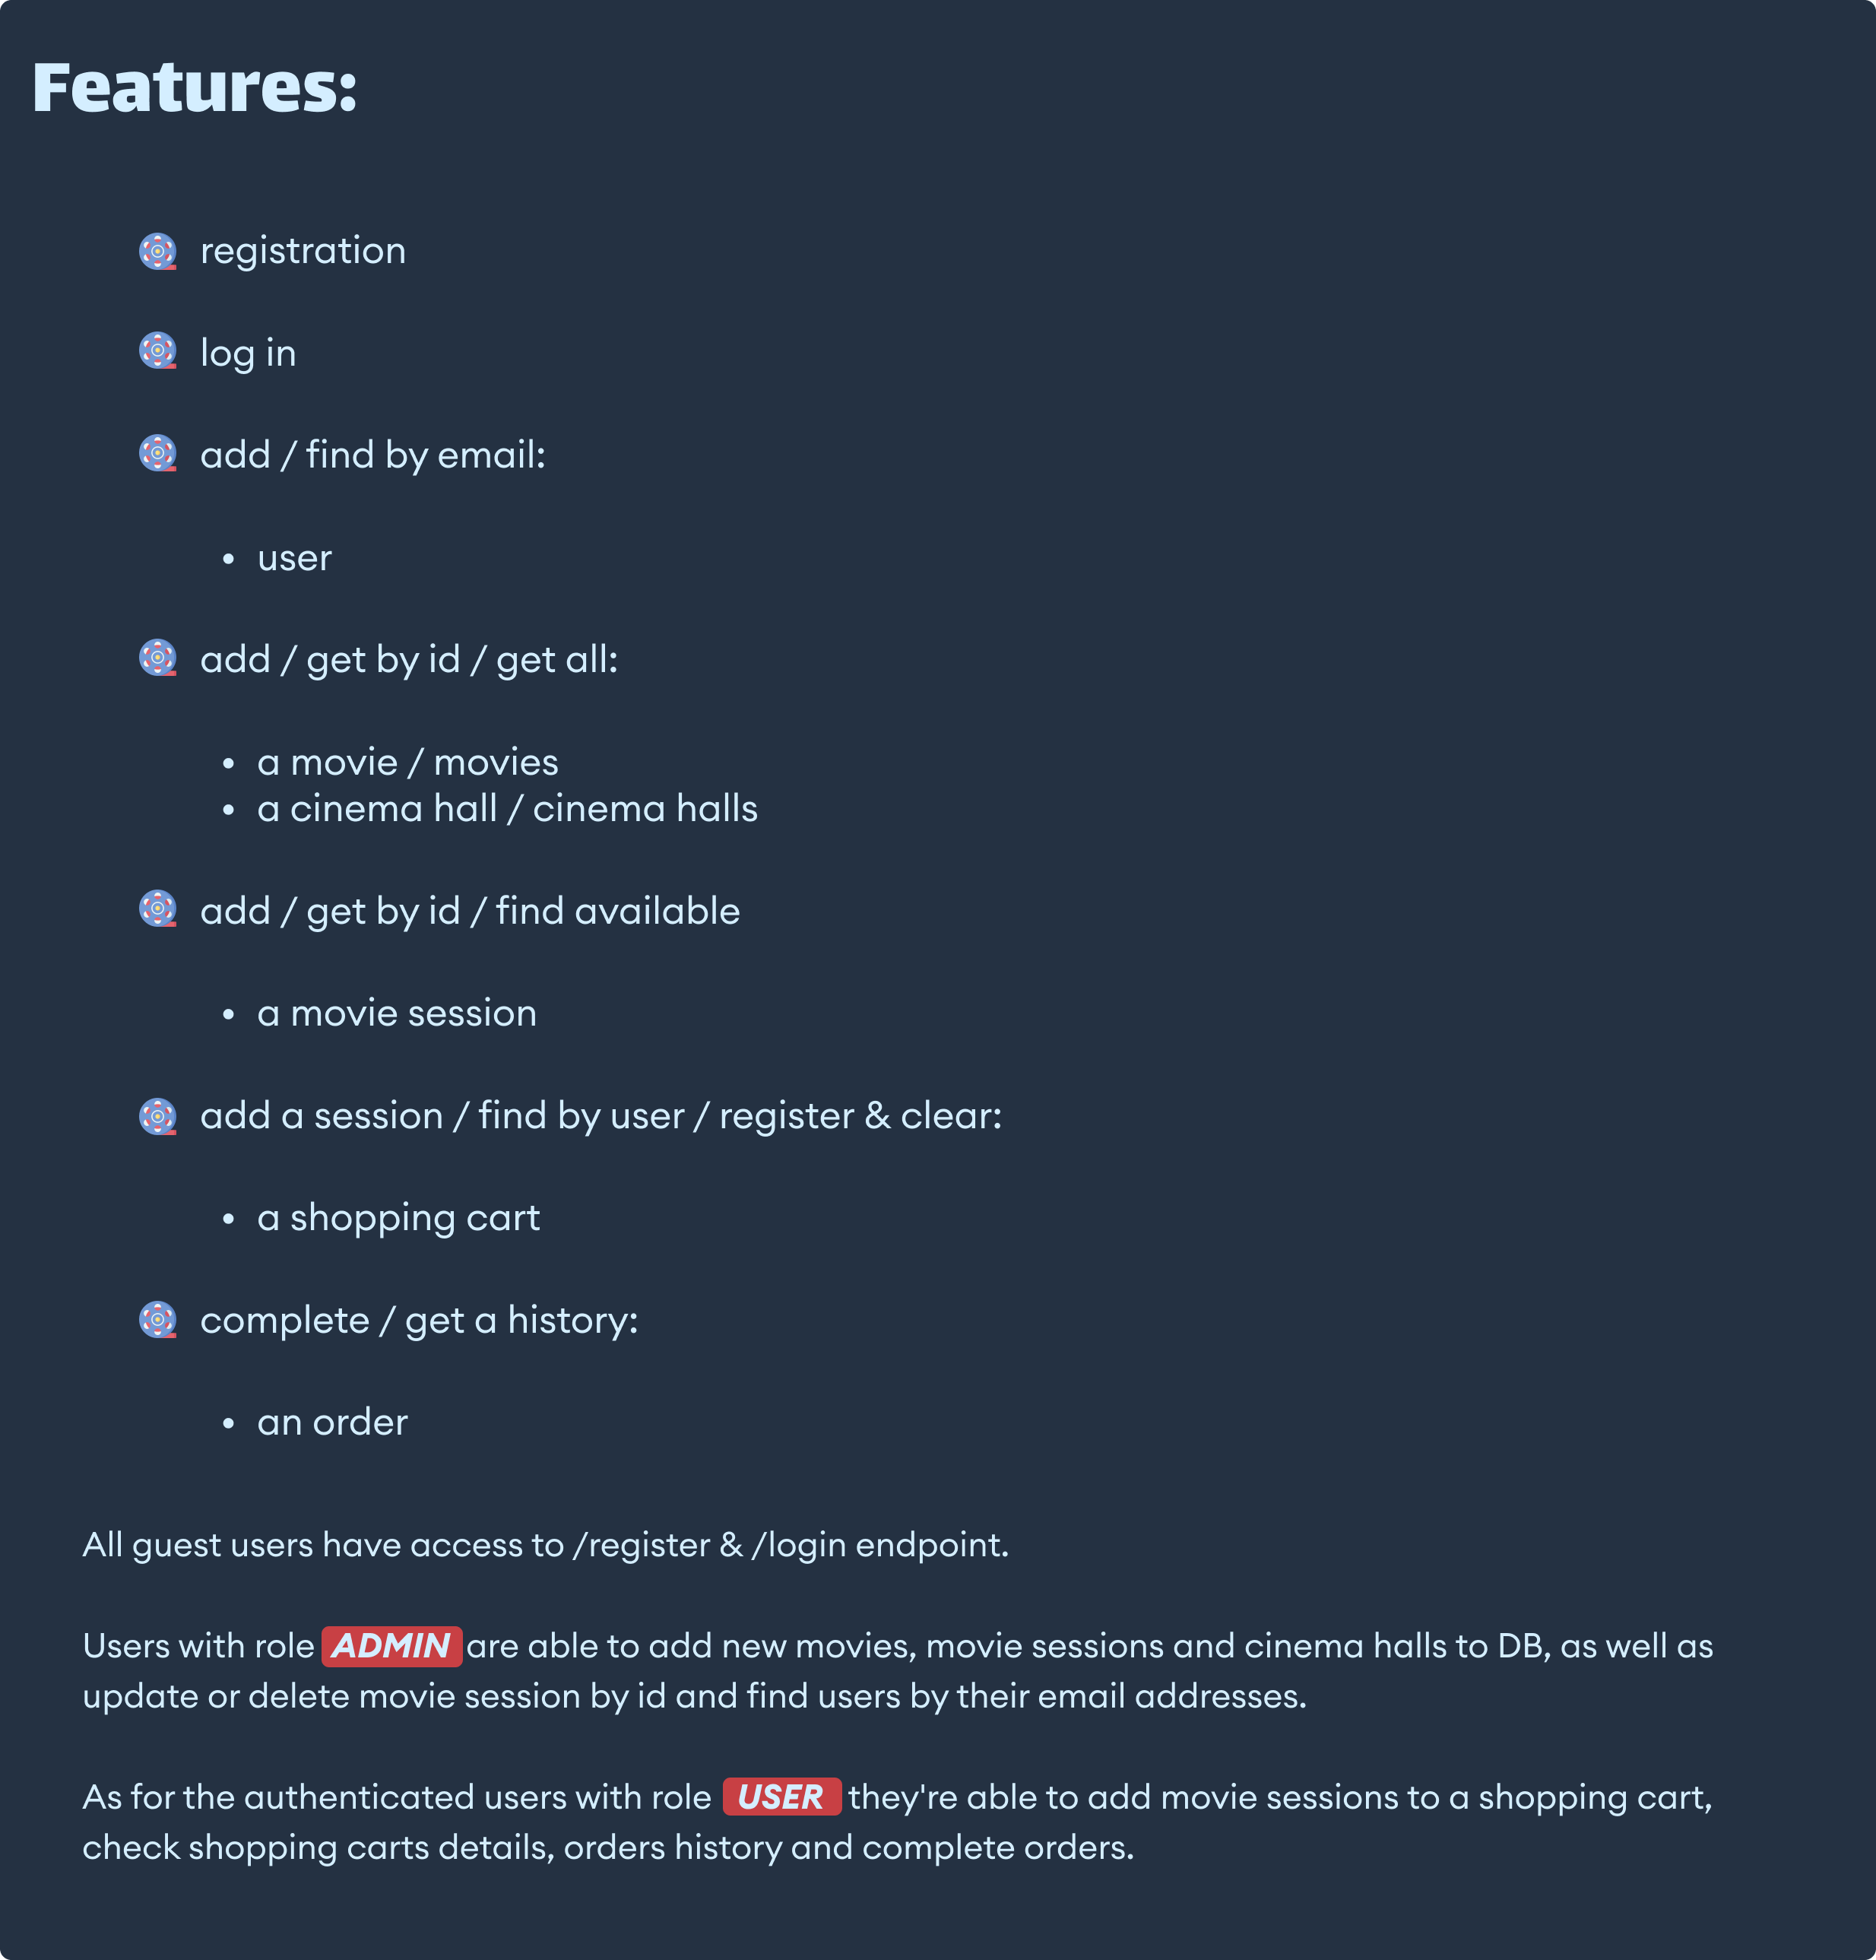 Features:
registration
log in
add / find by email:
• user
add / get by id / get all:
• a movie / movies
• a cinema hall / cinema halls
add / get by id / find available
• a movie session
add a session / find by user / register & clear:
• a shopping cart
complete / get a history:
• an order
All guest users have access to /register & /login endpoint.
Users with role ADMIN are able to add new movies, movie sessions and cinema halls to DB, as well as
update or delete movie session by id and find users by their email addresses.
As for the authenticated users with role USER they're able to add movie sessions to a shopping cart,
check shopping carts details, orders history and complete orders.